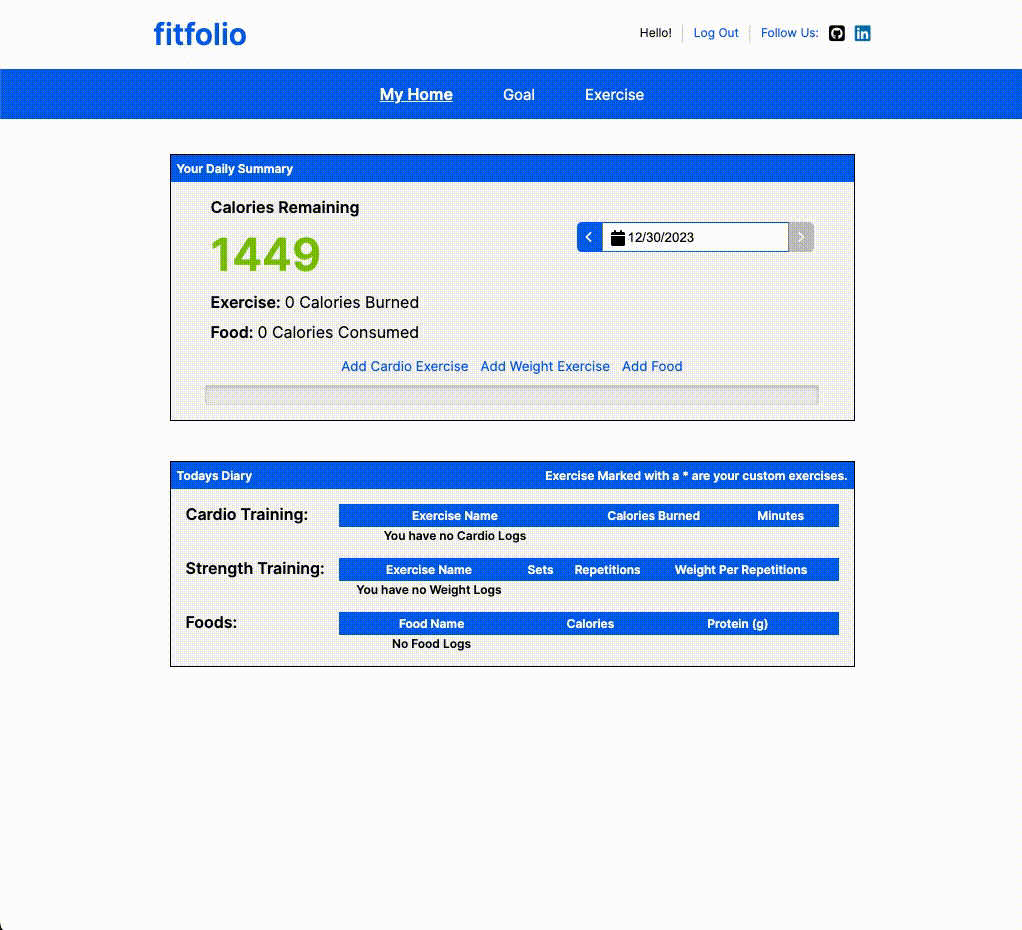 fitfolio
Hello! Log Out Follow Us:
My Home Goal Exercise
Your Daily Summary
Calories Remaining
1449
12/30/2023
Exercise: 0 Calories Burned
Food: 0 Calories Consumed
Add Cardio Exercise Add Weight Exercise Add Food
Todays Diary Exercise Marked with a * are your custom exercises.
Cardio Training: Exercise Name Calories Burned Minutes
You have no Cardio Logs
Strength Training: Exercise Name Sets Repetitions Weight Per Repetitions
You have no Weight Logs
Foods: Food Name Calories Protein (g)
No Food Logs